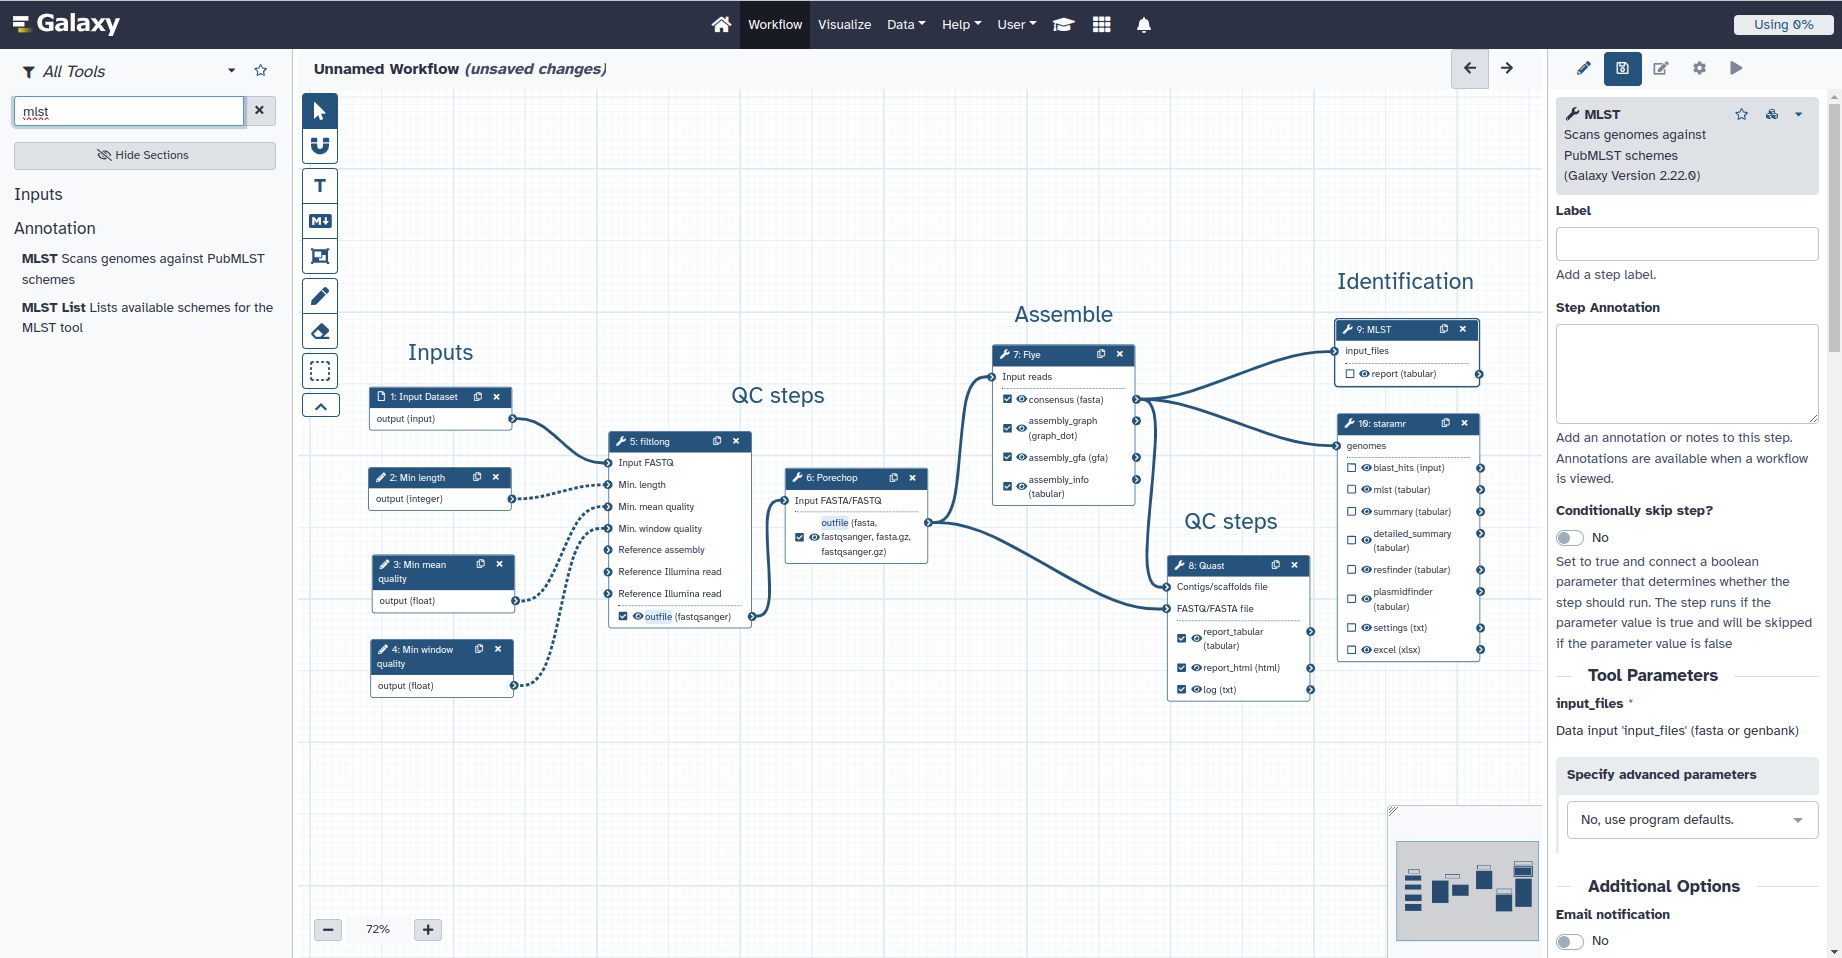 Galaxy
Workflow
Visualize
Data
Help
User
Using 0%
All Tools
mlst
Hide Sections
Inputs
Annotation
MLST Scans genomes against PubMLST
schemes
MLST List Lists available schemes for the
MLST tool
Unnamed Workflow (unsaved changes)
T
M
Inputs
1: Input Dataset
output (input)
2: Min length
output (integer)
3: Min mean
quality
output (float)
4: Min window
quality
output (float)
QC steps
5: filtlong
Input FASTQ
Min. length
Min. mean quality
Min. window quality
Reference assembly
Reference Illumina read
Reference Illumina read
outfile (fastqsanger)
6: Porechop
Input FASTA/FASTQ
outfile (fasta,
fastqsanger, fasta.gz,
fastqsanger.gz)
Assemble
7: Flye
Input reads
consensus (fasta)
assembly_graph
(graph_dot)
assembly_gfa (gfa)
assembly_info
(tabular)
QC steps
8: Quast
Contigs/scaffolds file
FASTQ/FASTA file
report_tabular
(tabular)
report_html (html)
log (txt)
Identification
9: MLST
input_files
report (tabular)
10: staramr
genomes
blast_hits (input)
mlst (tabular)
summary (tabular)
detailed_summary
(tabular)
resfinder (tabular)
plasmidfinder
(tabular)
settings (txt)
excel (xlsx)
72%
MLST
Scans genomes against
PubMLST schemes
(Galaxy Version 2.22.0)
Label
Add a step label.
Step Annotation
Add an annotation or notes to this step.
Annotations are available when a workflow
is viewed.
Conditionally skip step?
No
Set to true and connect a boolean
parameter that determines whether the
step should run. The step runs if the
parameter value is true and will be skipped
if the parameter value is false
Tool Parameters
input_files *
Data input 'input_files' (fasta or genbank)
Specify advanced parameters
No, use program defaults.
Additional Options
Email notification
No